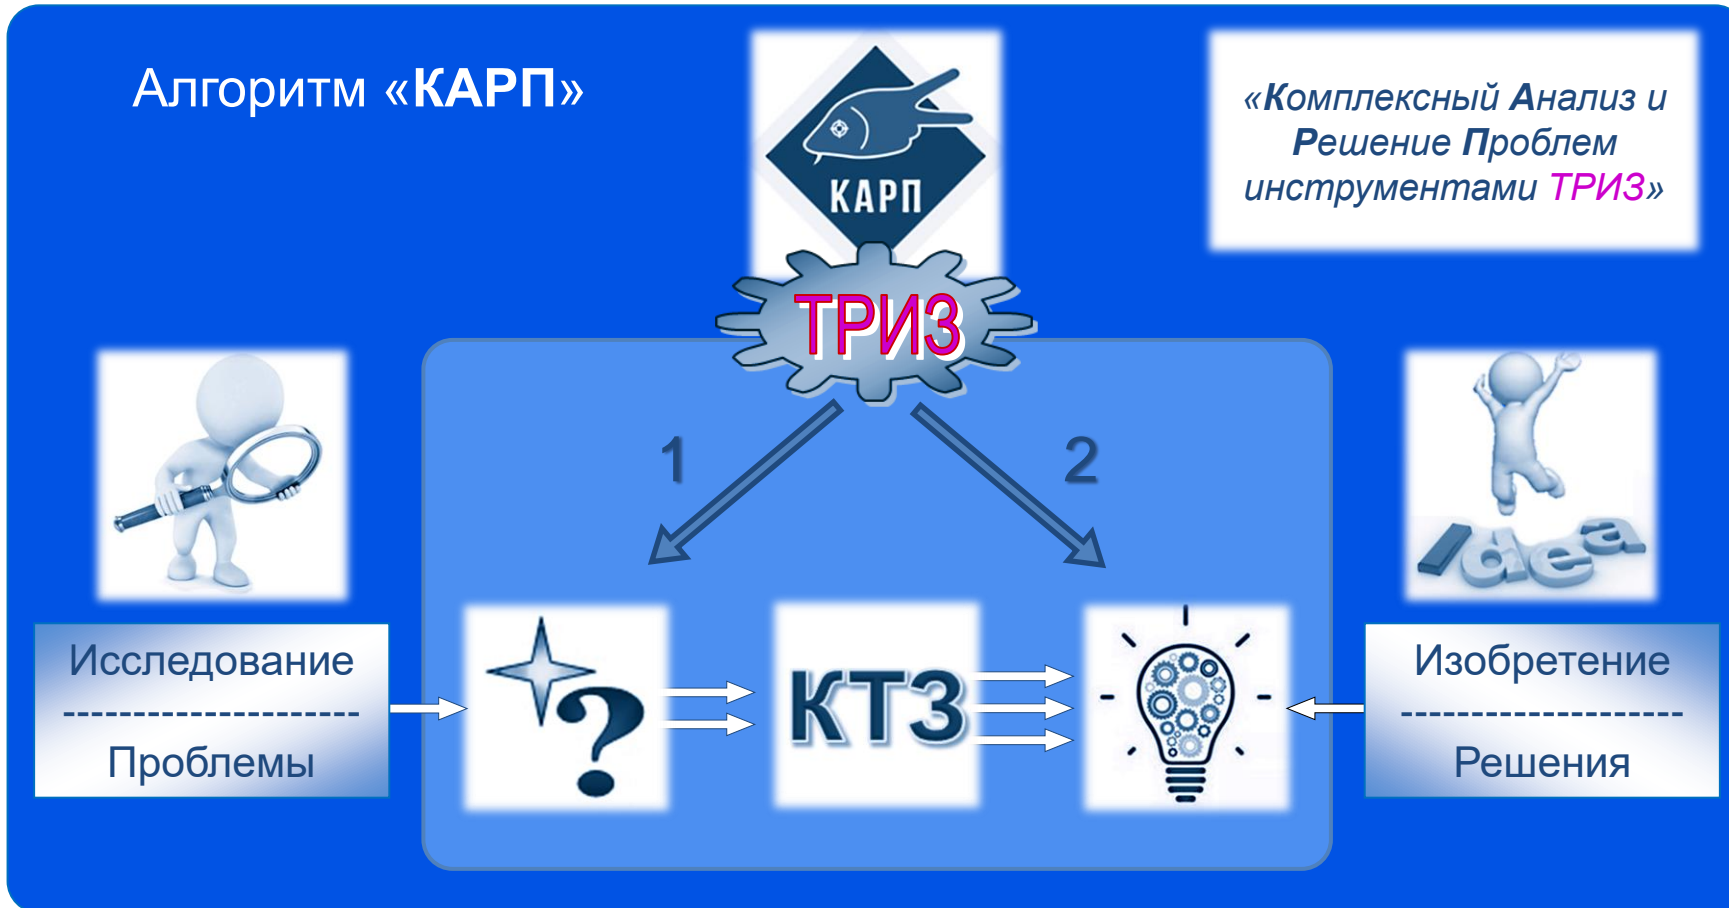 Алгоритм «КАРП»
КАРП
«Комплексный Анализ и
Решение Проблем
инструментами ТРИЗ»
ТРИЗ
1
2
Idea
Исследование
---------------------
Проблемы
?
КТЗ
Изобретение
--------------------
Решения